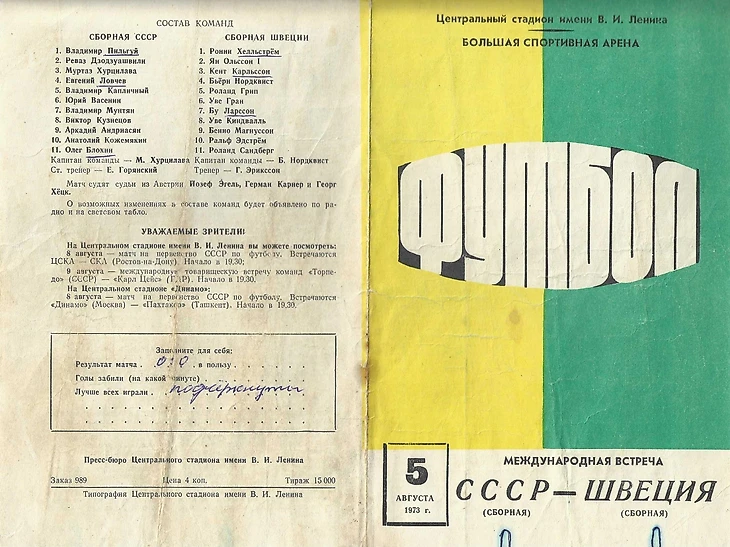 СОСТАВ КОМАНД
СБОРНАЯ СССР
1. Владимир Пильгуй
2. Реваз Дзодзуашвили
3. Муртаз Хурцилава
4. Евгений Ловчев
5. Владимир Капличный
6. Юрий Васенин
7. Владимир Мунтян
8. Виктор Кузнецов
9. Аркадий Андриасян
10. Анатолий Кожемякин
11. Олег Блохин
Капитан команды — М. Хурцилава
Ст. тренер — Е. Горянский
СБОРНАЯ ШВЕЦИИ
1. Ронни Хелльстрём
2. Ян Ольссон I
3. Кент Карльссон
4. Бьёрн Нордквист
5. Роланд Грип
6. Уве Гран
7. Бу Ларссон
8. Уве Киндвалль
9. Бенно Магнуссон
10. Ральф Эдстрём
11. Роланд Сандберг
Капитан команды — Б. Нордквист
Тренер — Г. Эрикссон
Матч судят судьи из Австрии Йозеф Эгель, Герман Карнер и Георг
Хёцк.
О возможных изменениях в составе команд будет объявлено по ра-
дио и на световом табло.
УВАЖАЕМЫЕ ЗРИТЕЛИ!
На Центральном стадионе имени В. И. Ленина вы можете посмотреть:
8 августа — матч на первенство СССР по футболу. Встречаются
ЦСКА — СКА (Ростов-на-Дону). Начало в 19.30;
9 августа — международную товарищескую встречу команд «Торпе-
до» (СССР) — «Карл Цейс» (ГДР). Начало в 19.30.
На Центральном стадионе «Динамо»:
8 августа — матч на первенство СССР по футболу. Встречаются
«Динамо» (Москва) — «Пахтакор» (Ташкент). Начало в 19.30.
Заполните для себя:
Результат матча . 0:0 . в пользу . . . . . . .
Голы забили (на какой минуте) . . . . . . . .
Лучше всех играли . подчёркнуты
Пресс-бюро Центрального стадиона имени В. И. Ленина
Заказ 989 Цена 4 коп. Тираж 15 000
Типография Центрального стадиона имени В. И. Ленина
Центральный стадион имени В. И. Ленина
БОЛЬШАЯ СПОРТИВНАЯ АРЕНА
ФУТБОЛ
5
АВГУСТА
1973 г.
МЕЖДУНАРОДНАЯ ВСТРЕЧА
СССР — ШВЕЦИЯ
(СБОРНАЯ) (СБОРНАЯ)